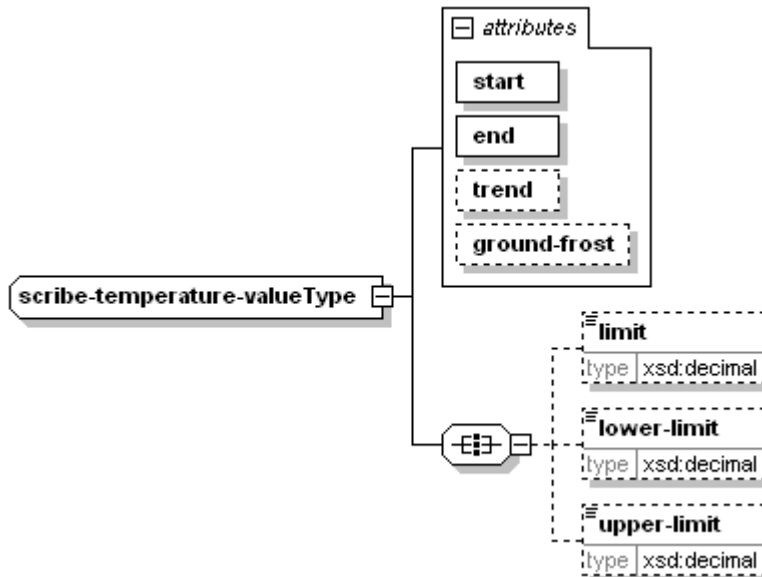 attributes
start
end
trend
ground-frost
scribe-temperature-valueType
limit
type xsd:decimal
lower-limit
type xsd:decimal
upper-limit
type xsd:decimal